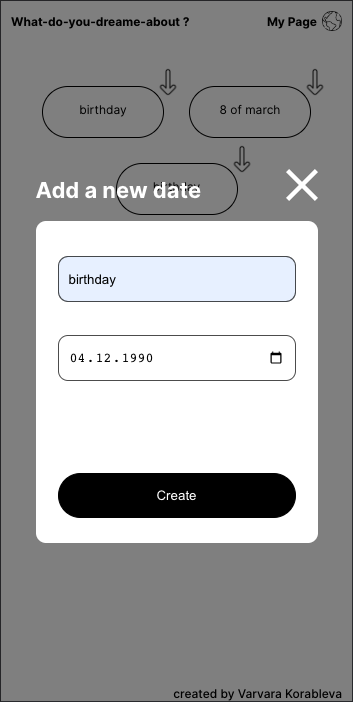 What-do-you-dreame-about ? My Page
birthday 8 of march
birthday
Add a new date
birthday
04.12.1990
Create
created by Varvara Korableva